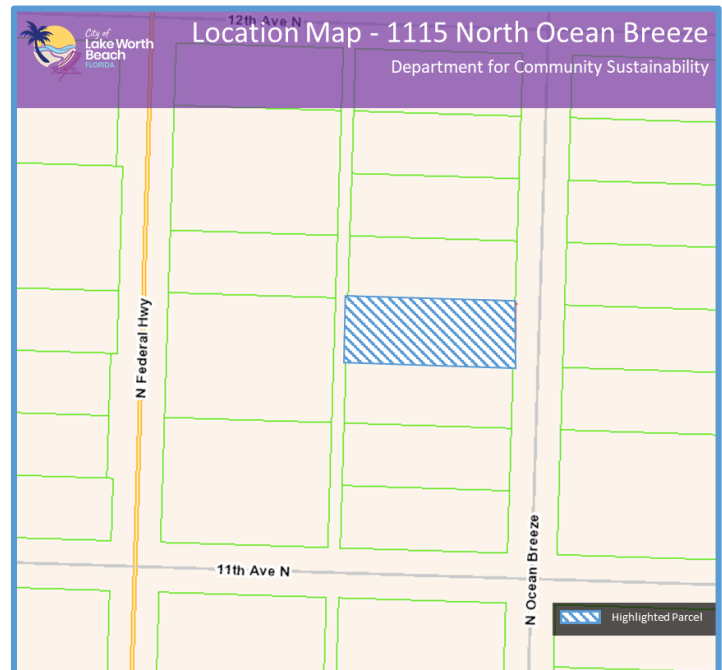 12th Ave N
City of
Lake Worth
Beach
FLORIDA
Location Map - 1115 North Ocean Breeze
Department for Community Sustainability
N Federal Hwy
N Ocean Breeze
11th Ave N
Highlighted Parcel